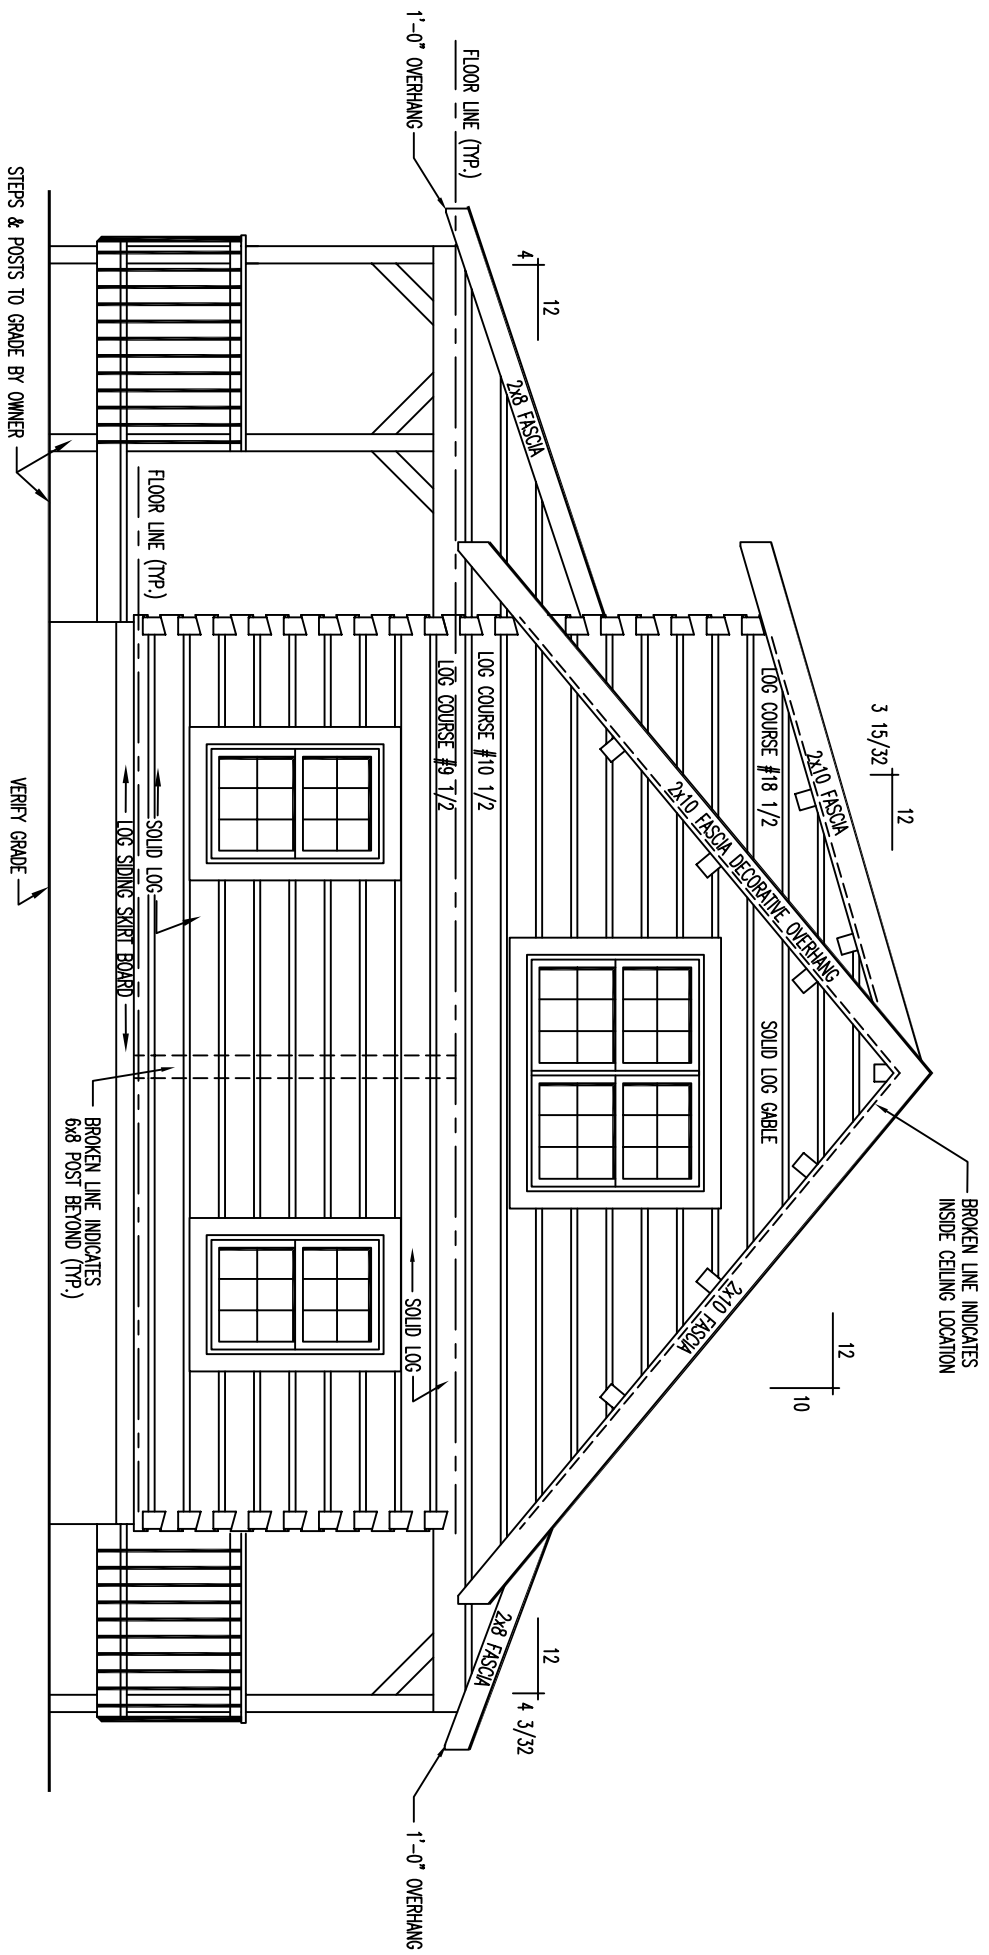 BROKEN LINE INDICATES
INSIDE CEILING LOCATION
12
3 15/32
12
10
2x10 FASCIA
LOG COURSE #18 1/2
SOLID LOG GABLE
2x10 FASCIA DECORATIVE OVERHANG
2x10 FASCIA
12
4
2x8 FASCIA
12
4 3/32
2x8 FASCIA
FLOOR LINE (TYP.)
LOG COURSE #10 1/2
LOG COURSE #9 1/2
1'-0" OVERHANG
SOLID LOG
1'-0" OVERHANG
FLOOR LINE (TYP.)
SOLID LOG
LOG SIDING SKIRT BOARD
BROKEN LINE INDICATES
6x8 POST BEYOND (TYP.)
STEPS & POSTS TO GRADE BY OWNER
VERIFY GRADE